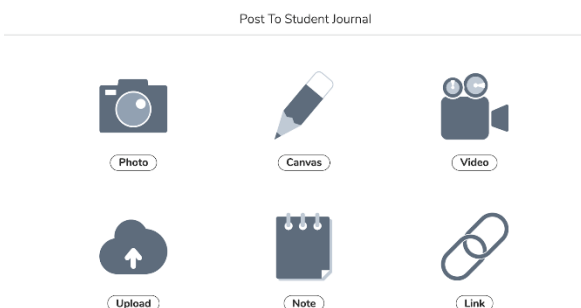 Post To Student Journal
Photo
Canvas
Video
Upload
Note
Link